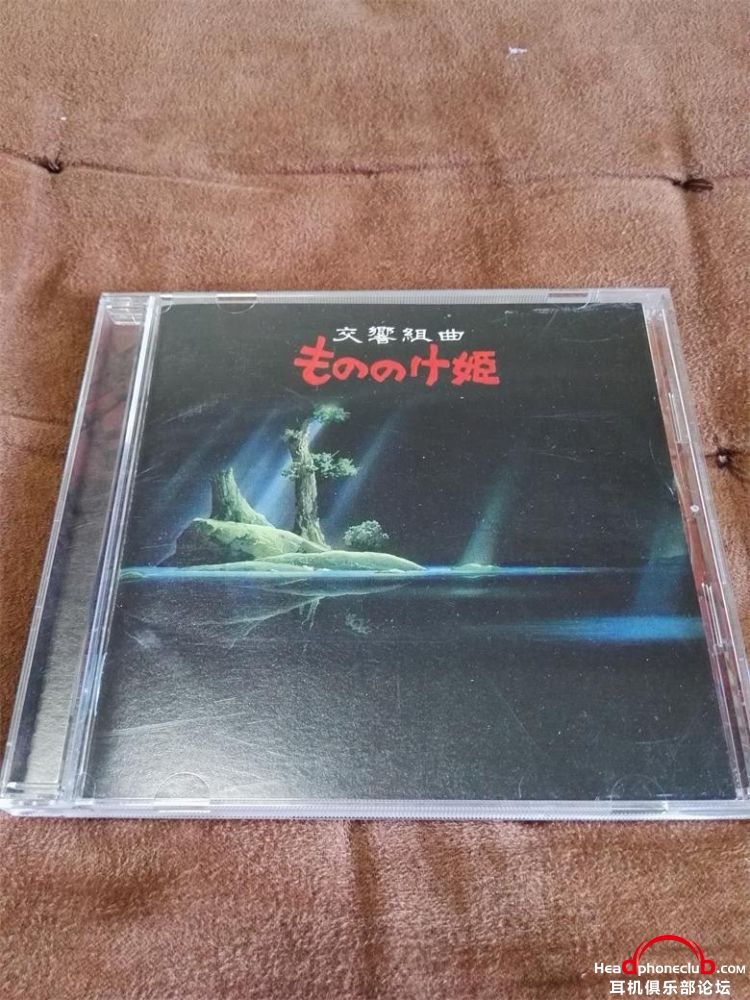 交響組曲
もののけ姫
Headphoneclub.com
耳机俱乐部论坛